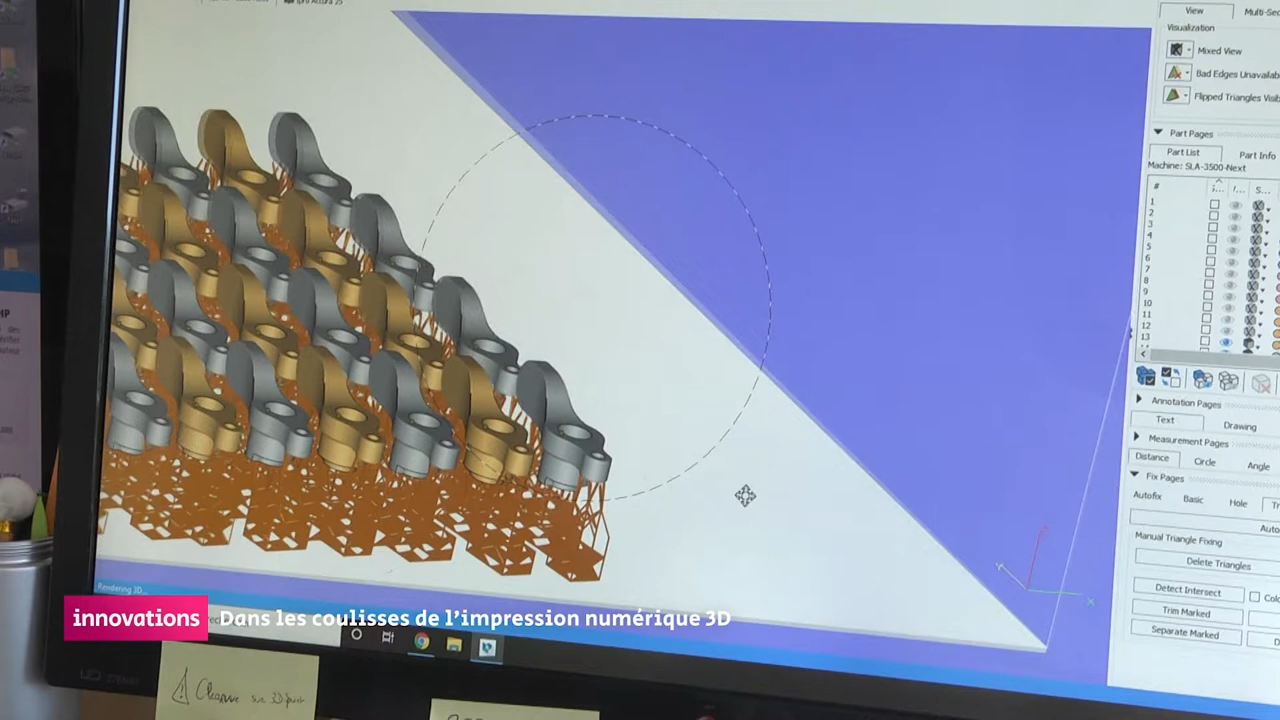 View
Visualization
Mixed View
Bad Edges Unavailab
Flipped Triangles Visib
Part Pages
Part List
Part Info
Machine: SLA-3500-Next
#
1
2
3
4
5
6
7
8
9
10
11
12
13
Annotation Pages
Text
Drawing
Measurement Pages
Distance
Circle
Angle
Fix Pages
Autofix
Basic
Hole
Auto
Manual Triangle Fixing
Delete Triangles
Detect Intersect
Trim Marked
Separate Marked
x
Rendering 3D...
innovations
Dans les coulisses de l’impression numérique 3D